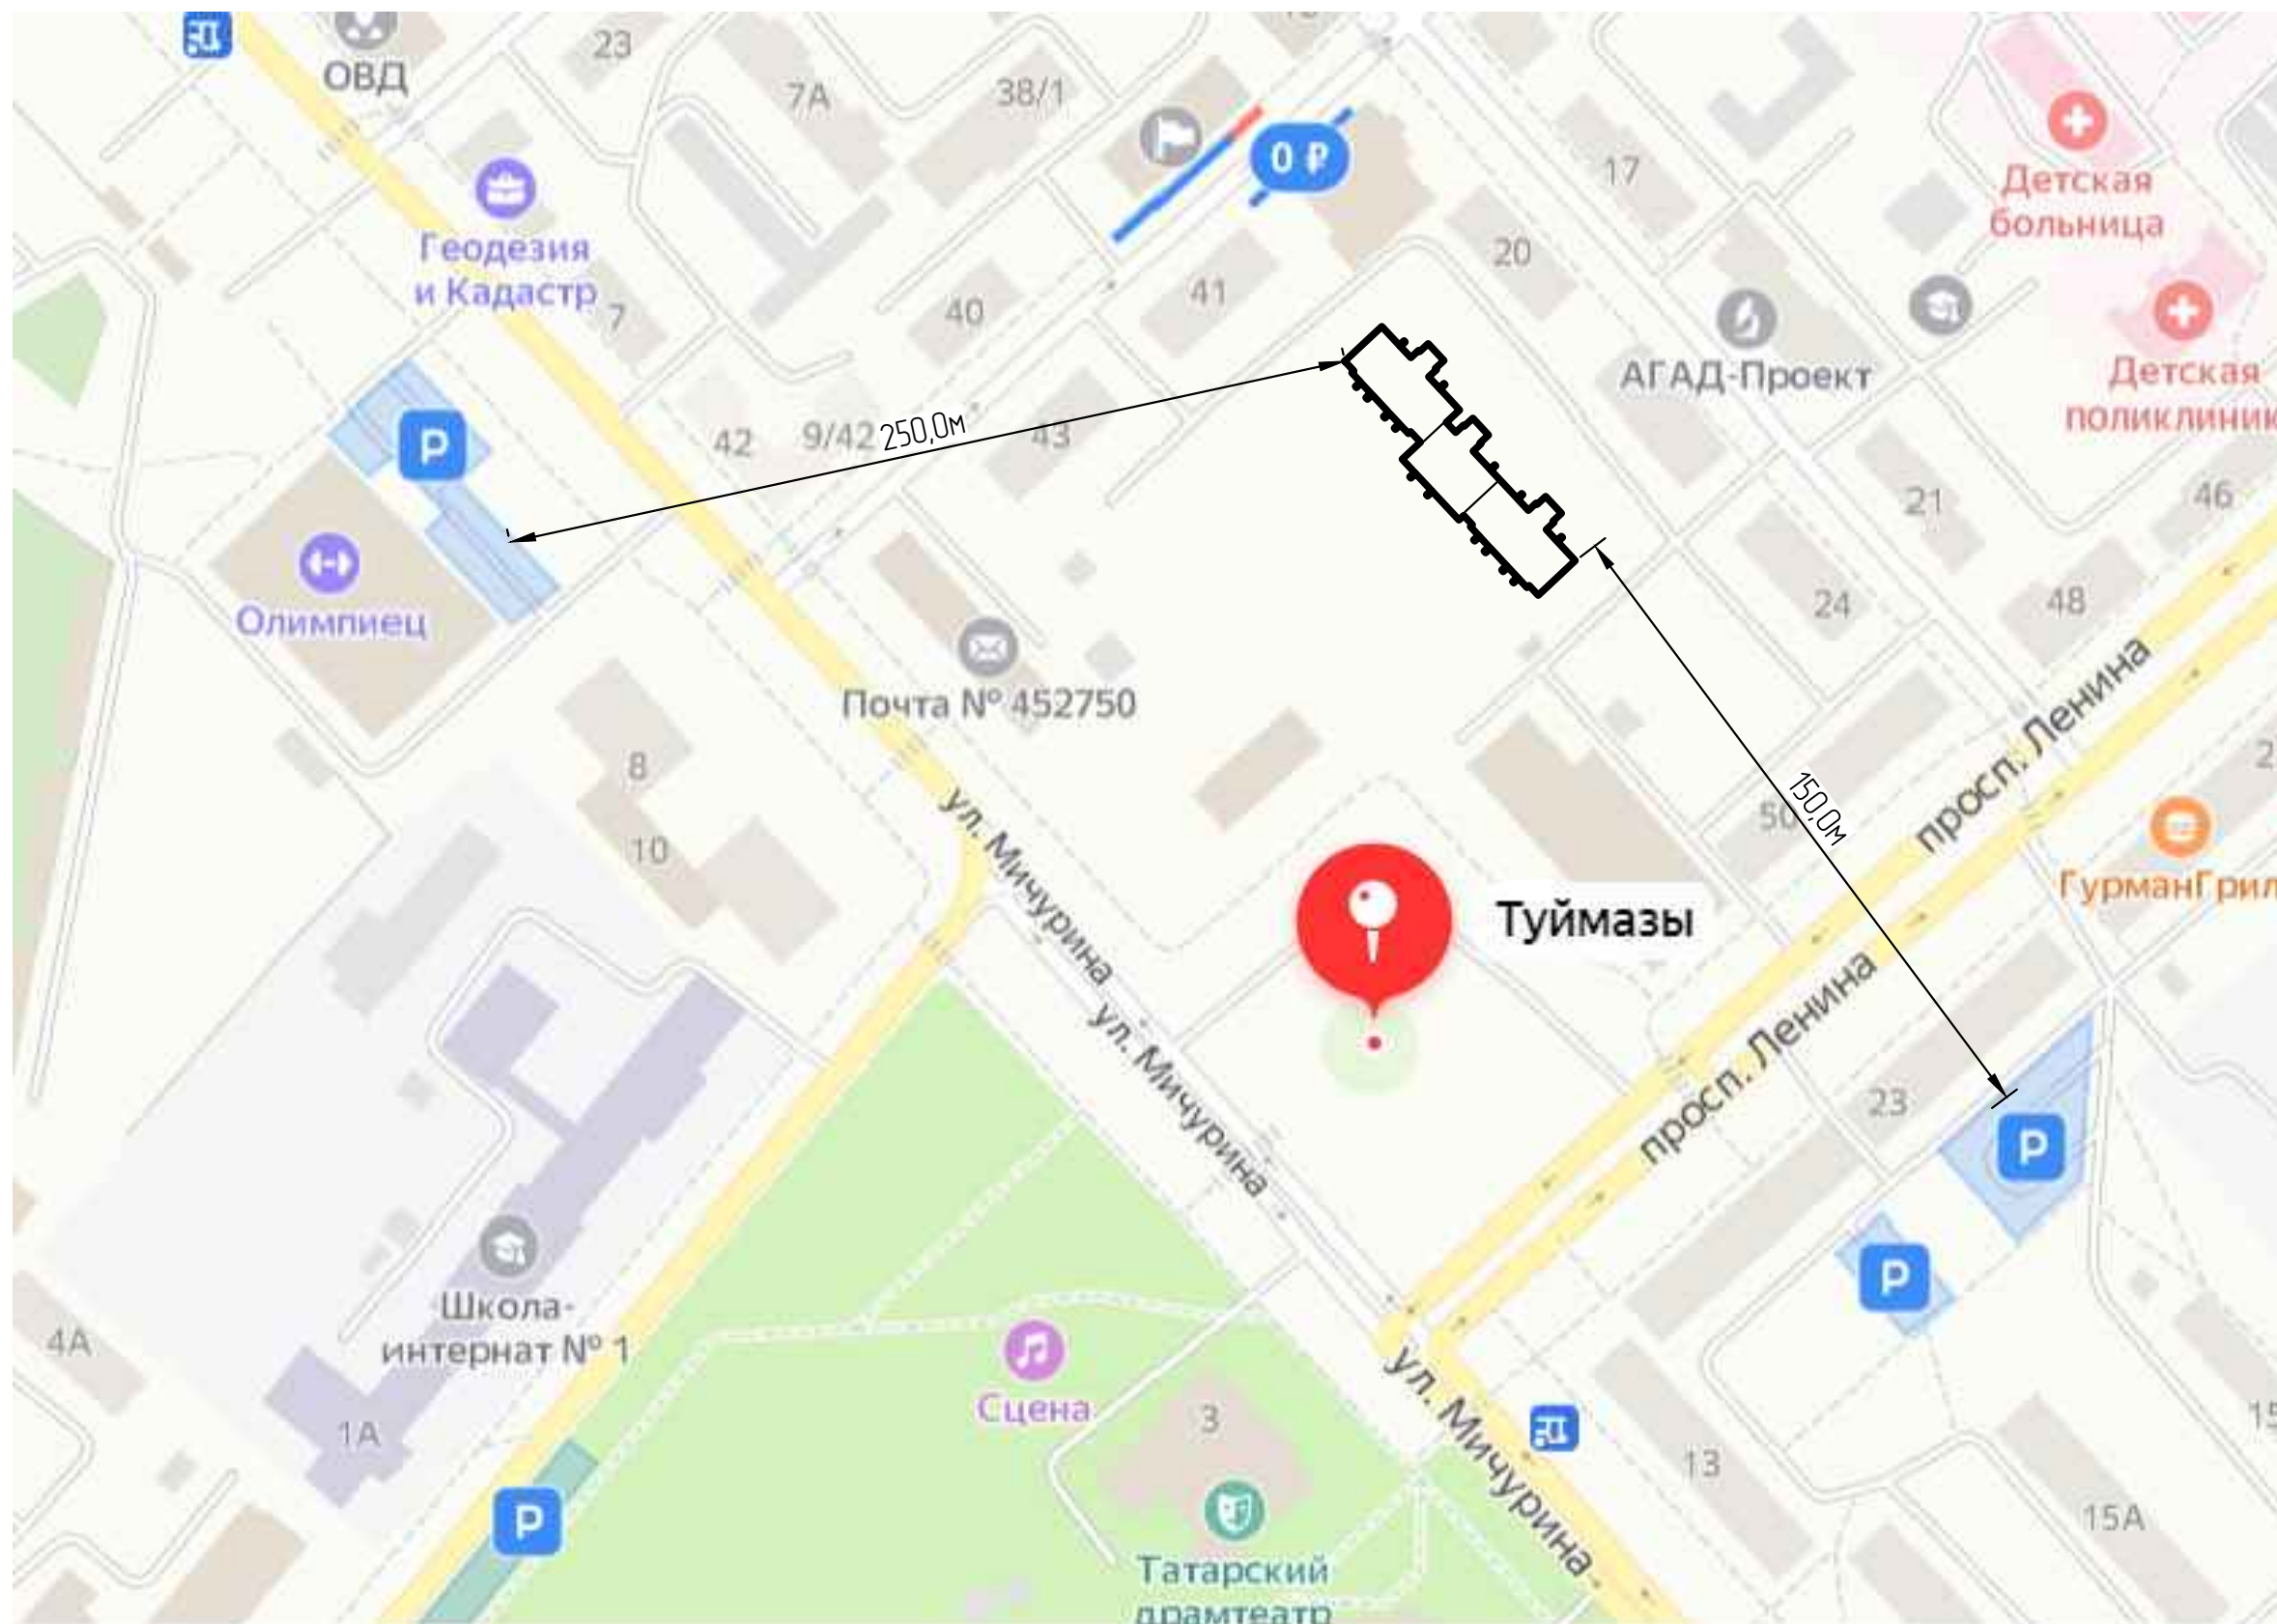 ОВД
23
7А
38/1
0 ₽
17
Детская
больница
Геодезия
и Кадастр
7
40
41
20
АГАД-Проект
Детская
поликлиник
P
42
9/42
250,0м
43
21
46
Олимпиец
24
48
Почта № 452750
просп. Ленина
8
10
50
150,0м
ул. Мичурина
ГурманГрил
Туймазы
ул. Мичурина
просп. Ленина
23
P
P
Школа-
интернат № 1
4А
1А
Сцена
3
ул. Мичурина
13
15
15А
P
Татарский
драмтеатр